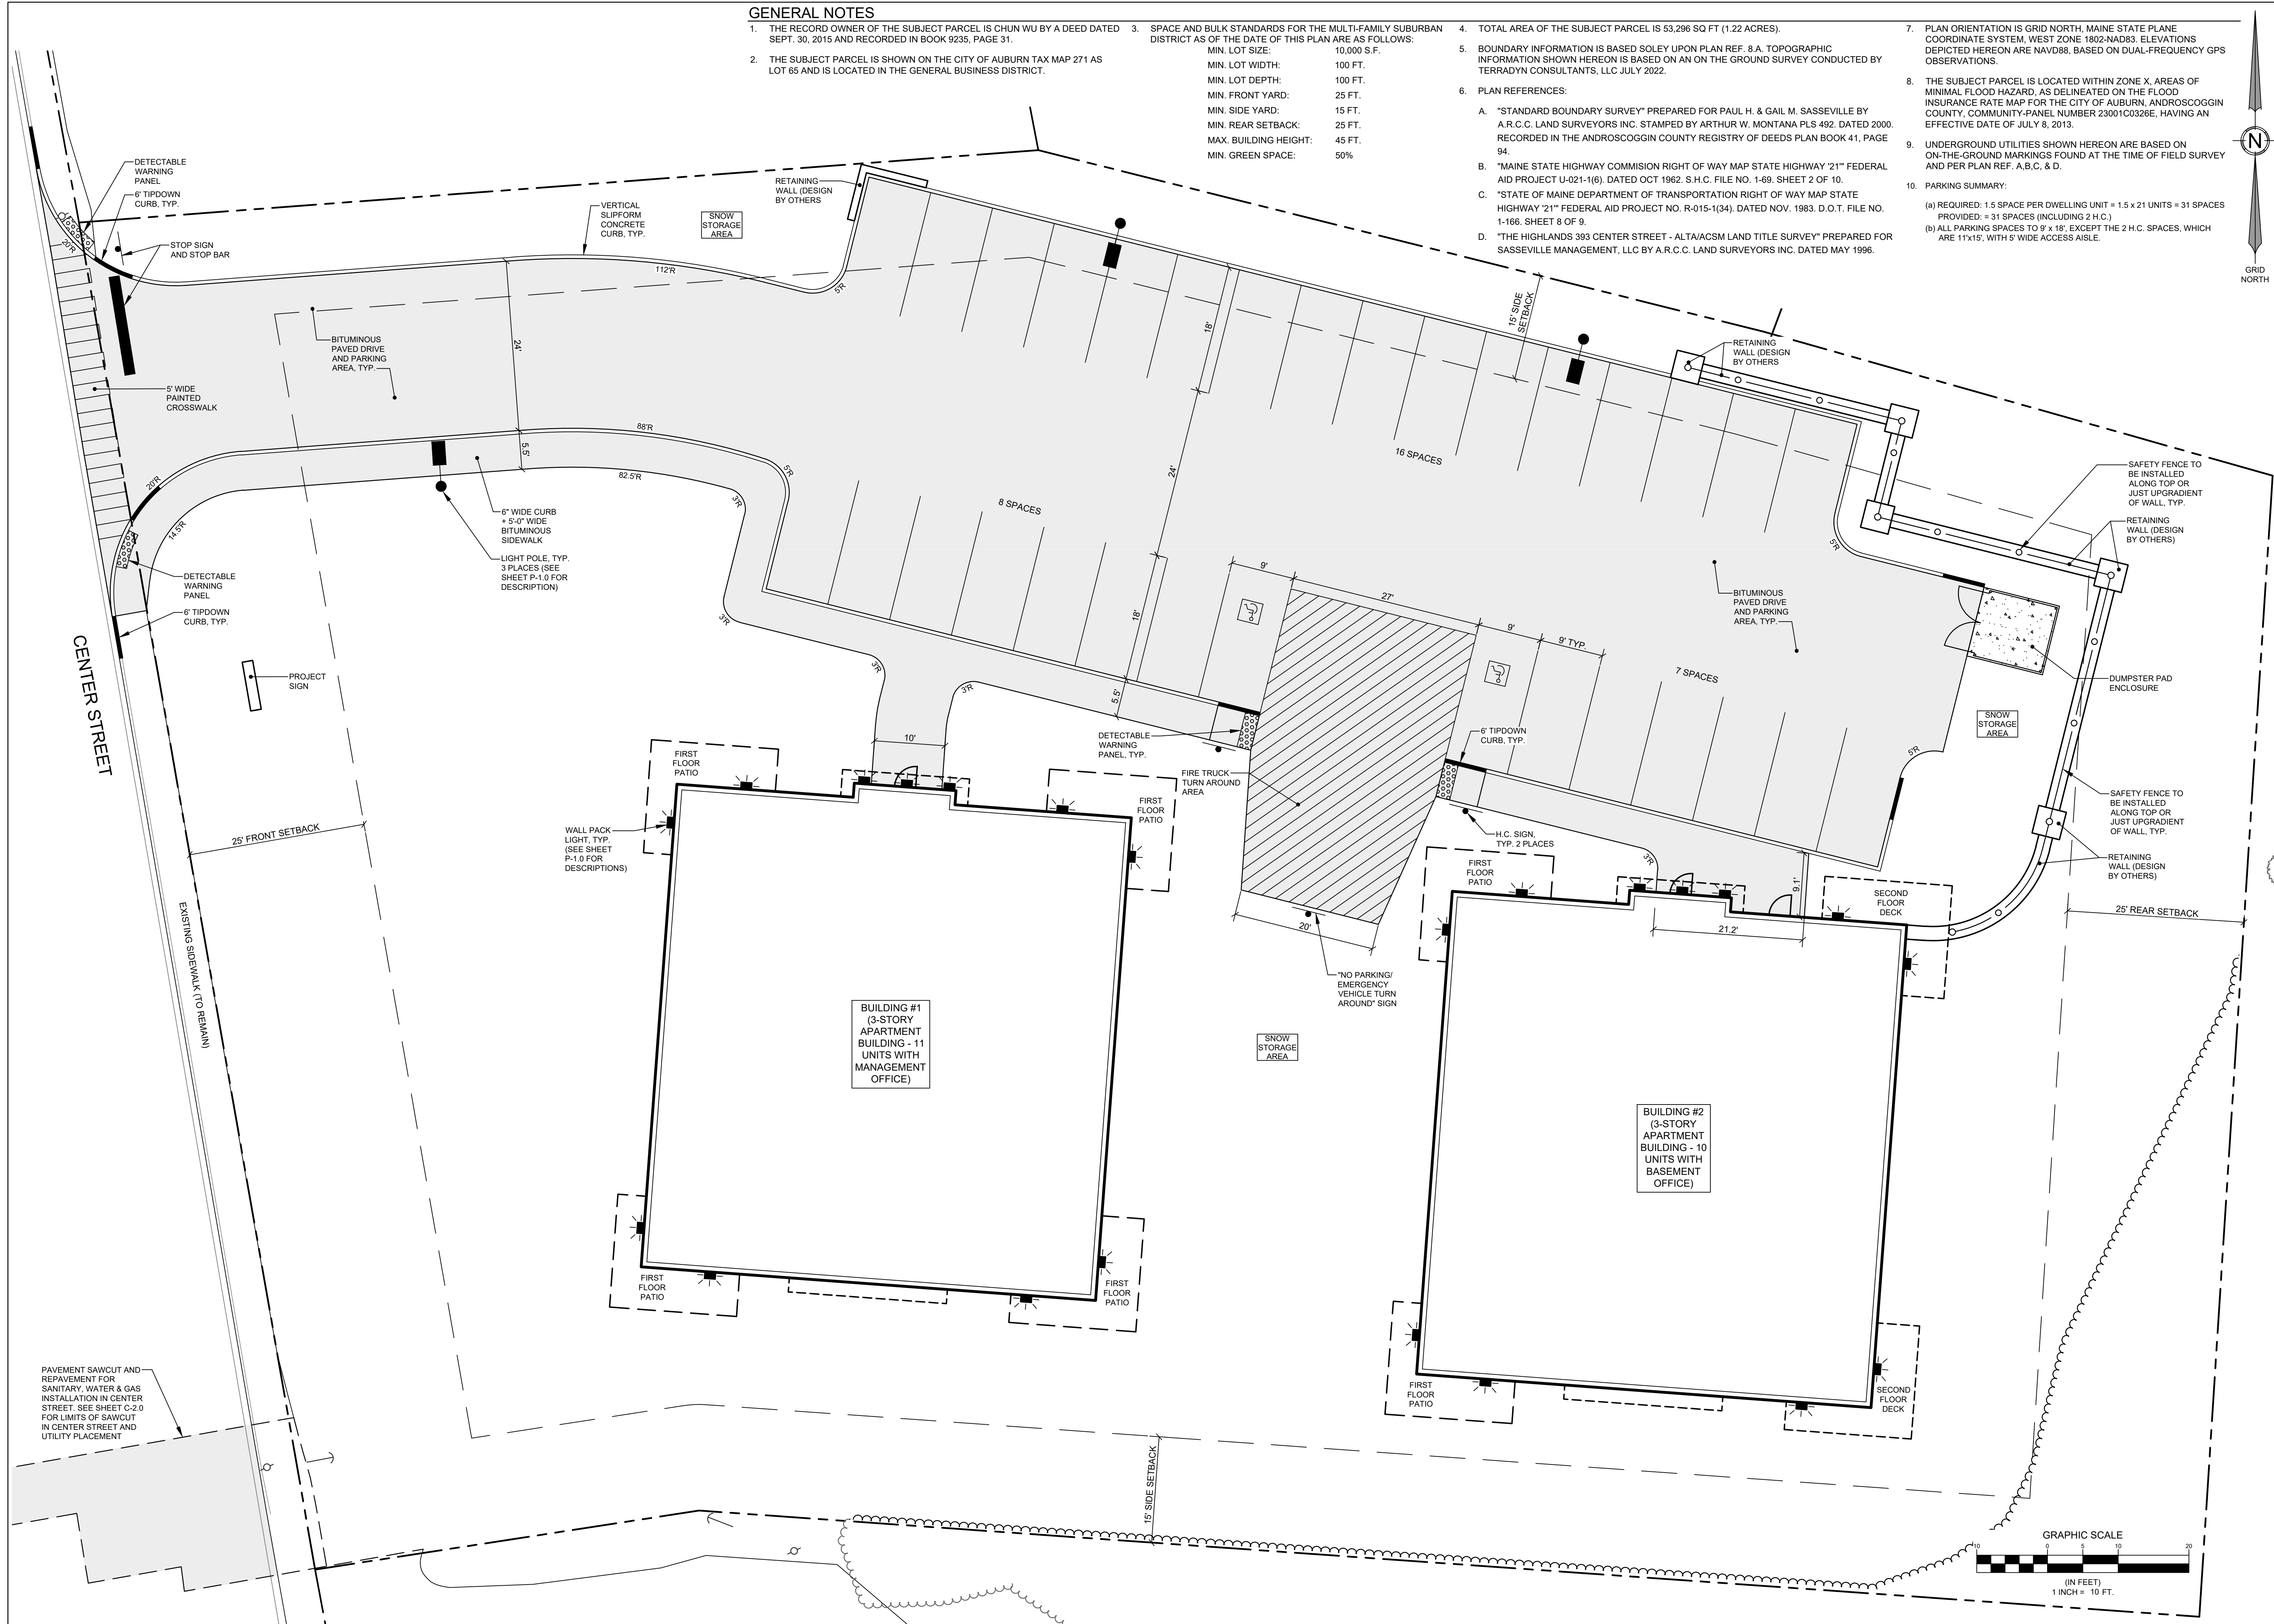 GENERAL NOTES
1. THE RECORD OWNER OF THE SUBJECT PARCEL IS CHUN WU BY A DEED DATED
SEPT. 30, 2015 AND RECORDED IN BOOK 9235, PAGE 31.
2. THE SUBJECT PARCEL IS SHOWN ON THE CITY OF AUBURN TAX MAP 271 AS
LOT 65 AND IS LOCATED IN THE GENERAL BUSINESS DISTRICT.
3. SPACE AND BULK STANDARDS FOR THE MULTI-FAMILY SUBURBAN
DISTRICT AS OF THE DATE OF THIS PLAN ARE AS FOLLOWS:
MIN. LOT SIZE: 10,000 S.F.
MIN. LOT WIDTH: 100 FT.
MIN. LOT DEPTH: 100 FT.
MIN. FRONT YARD: 25 FT.
MIN. SIDE YARD: 15 FT.
MIN. REAR SETBACK: 25 FT.
MAX. BUILDING HEIGHT: 45 FT.
MIN. GREEN SPACE: 50%
4. TOTAL AREA OF THE SUBJECT PARCEL IS 53,296 SQ FT (1.22 ACRES).
5. BOUNDARY INFORMATION IS BASED SOLEY UPON PLAN REF. 8.A. TOPOGRAPHIC
INFORMATION SHOWN HEREON IS BASED ON AN ON THE GROUND SURVEY CONDUCTED BY
TERRADYN CONSULTANTS, LLC JULY 2022.
6. PLAN REFERENCES:
A. "STANDARD BOUNDARY SURVEY" PREPARED FOR PAUL H. & GAIL M. SASSEVILLE BY
A.R.C.C. LAND SURVEYORS INC. STAMPED BY ARTHUR W. MONTANA PLS 492. DATED 2000.
RECORDED IN THE ANDROSCOGGIN COUNTY REGISTRY OF DEEDS PLAN BOOK 41, PAGE
94.
B. "MAINE STATE HIGHWAY COMMISION RIGHT OF WAY MAP STATE HIGHWAY '21'" FEDERAL
AID PROJECT U-021-1(6). DATED OCT 1962. S.H.C. FILE NO. 1-69. SHEET 2 OF 10.
C. "STATE OF MAINE DEPARTMENT OF TRANSPORTATION RIGHT OF WAY MAP STATE
HIGHWAY '21'" FEDERAL AID PROJECT NO. R-015-1(34). DATED NOV. 1983. D.O.T. FILE NO.
1-166. SHEET 8 OF 9.
D. "THE HIGHLANDS 393 CENTER STREET - ALTA/ACSM LAND TITLE SURVEY" PREPARED FOR
SASSEVILLE MANAGEMENT, LLC BY A.R.C.C. LAND SURVEYORS INC. DATED MAY 1996.
7. PLAN ORIENTATION IS GRID NORTH, MAINE STATE PLANE
COORDINATE SYSTEM, WEST ZONE 1802-NAD83. ELEVATIONS
DEPICTED HEREON ARE NAVD88, BASED ON DUAL-FREQUENCY GPS
OBSERVATIONS.
8. THE SUBJECT PARCEL IS LOCATED WITHIN ZONE X, AREAS OF
MINIMAL FLOOD HAZARD, AS DELINEATED ON THE FLOOD
INSURANCE RATE MAP FOR THE CITY OF AUBURN, ANDROSCOGGIN
COUNTY, COMMUNITY-PANEL NUMBER 23001C0326E, HAVING AN
EFFECTIVE DATE OF JULY 8, 2013.
9. UNDERGROUND UTILITIES SHOWN HEREON ARE BASED ON
ON-THE-GROUND MARKINGS FOUND AT THE TIME OF FIELD SURVEY
AND PER PLAN REF. A,B,C, & D.
10. PARKING SUMMARY:
(a) REQUIRED: 1.5 SPACE PER DWELLING UNIT = 1.5 x 21 UNITS = 31 SPACES
PROVIDED: = 31 SPACES (INCLUDING 2 H.C.)
(b) ALL PARKING SPACES TO 9' x 18', EXCEPT THE 2 H.C. SPACES, WHICH
ARE 11'x15', WITH 5' WIDE ACCESS AISLE.
N
GRID
NORTH
DETECTABLE
WARNING
PANEL
6' TIPDOWN
CURB, TYP.
20'R
STOP SIGN
AND STOP BAR
5' WIDE
PAINTED
CROSSWALK
BITUMINOUS
PAVED DRIVE
AND PARKING
AREA, TYP.
VERTICAL
SLIPFORM
CONCRETE
CURB, TYP.
SNOW
STORAGE
AREA
RETAINING
WALL (DESIGN
BY OTHERS
112'R
5'R
24'
5.5'
88'R
82.5'R
5'R
3'R
18'
24'
18'
5.5'
15' SIDE
SETBACK
RETAINING
WALL (DESIGN
BY OTHERS
16 SPACES
8 SPACES
SAFETY FENCE TO
BE INSTALLED
ALONG TOP OR
JUST UPGRADIENT
OF WALL, TYP.
RETAINING
WALL (DESIGN
BY OTHERS)
5'R
20'R
14.5'R
6" WIDE CURB
+ 5'-0" WIDE
BITUMINOUS
SIDEWALK
LIGHT POLE, TYP.
3 PLACES (SEE
SHEET P-1.0 FOR
DESCRIPTION)
DETECTABLE
WARNING
PANEL
6' TIPDOWN
CURB, TYP.
CENTER STREET
PROJECT
SIGN
3'R
3'R
3'R
9'
27'
9'
9' TYP.
7 SPACES
BITUMINOUS
PAVED DRIVE
AND PARKING
AREA, TYP.
DUMPSTER PAD
ENCLOSURE
SNOW
STORAGE
AREA
5'R
10'
DETECTABLE
WARNING
PANEL, TYP.
6' TIPDOWN
CURB, TYP.
FIRE TRUCK
TURN AROUND
AREA
H.C. SIGN,
TYP. 2 PLACES
SAFETY FENCE TO
BE INSTALLED
ALONG TOP OR
JUST UPGRADIENT
OF WALL, TYP.
RETAINING
WALL (DESIGN
BY OTHERS)
25' FRONT SETBACK
WALL PACK
LIGHT, TYP.
(SEE SHEET
P-1.0 FOR
DESCRIPTIONS)
FIRST
FLOOR
PATIO
FIRST
FLOOR
PATIO
FIRST
FLOOR
PATIO
3'R
9.1'
21.2'
SECOND
FLOOR
DECK
25' REAR SETBACK
20'
"NO PARKING/
EMERGENCY
VEHICLE TURN
AROUND" SIGN
EXISTING SIDEWALK (TO REMAIN)
BUILDING #1
(3-STORY
APARTMENT
BUILDING - 11
UNITS WITH
MANAGEMENT
OFFICE)
SNOW
STORAGE
AREA
BUILDING #2
(3-STORY
APARTMENT
BUILDING - 10
UNITS WITH
BASEMENT
OFFICE)
FIRST
FLOOR
PATIO
FIRST
FLOOR
PATIO
FIRST
FLOOR
PATIO
SECOND
FLOOR
DECK
PAVEMENT SAWCUT AND
REPAVEMENT FOR
SANITARY, WATER & GAS
INSTALLATION IN CENTER
STREET. SEE SHEET C-2.0
FOR LIMITS OF SAWCUT
IN CENTER STREET AND
UTILITY PLACEMENT
15' SIDE SETBACK
GRAPHIC SCALE
10 0 5 10 20
(IN FEET)
1 INCH = 10 FT.